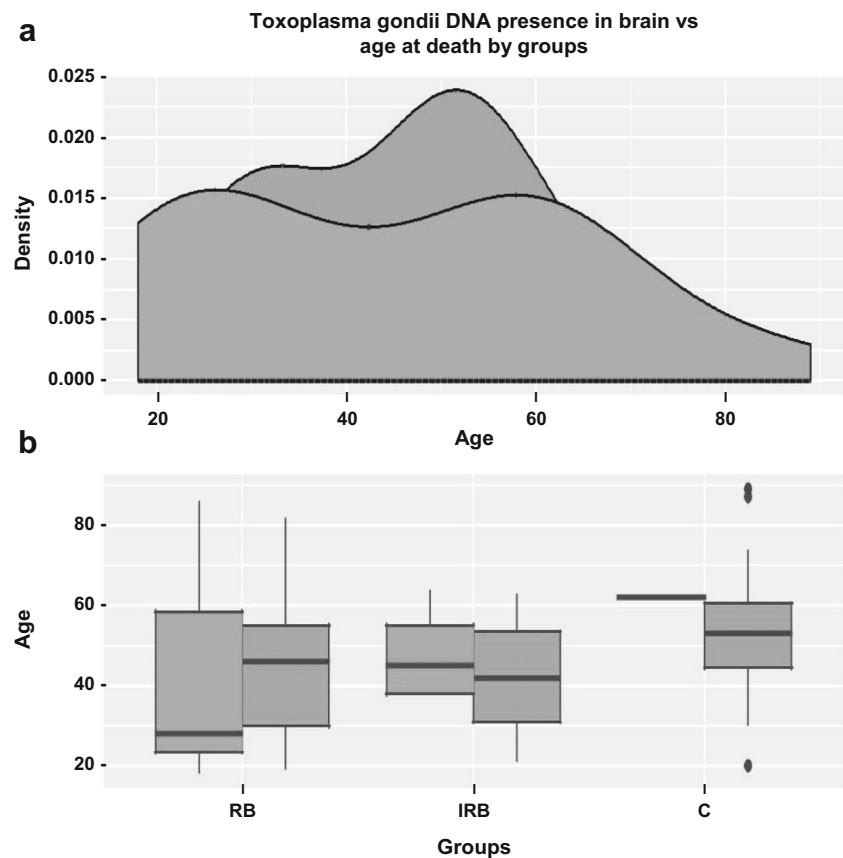 a
Toxoplasma gondii DNA presence in brain vs
age at death by groups
0.025
0.020
0.015
0.010
0.005
0.000
Density
20 40 60 80
Age
b
80
60
40
20
Age
RB IRB C
Groups